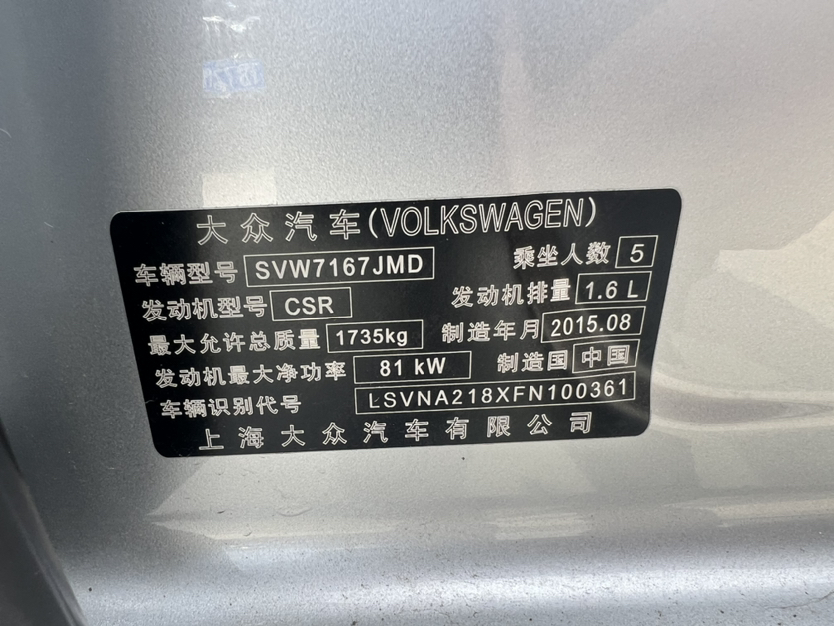 大众汽车(VOLKSWAGEN)
车辆型号 SVW7167JMD 乘坐人数 5
发动机型号 CSR 发动机排量 1.6 L
最大允许总质量 1735kg 制造年月 2015.08
发动机最大净功率 81 kW 制造国 中国
车辆识别代号 LSVNA218XFN100361
上海大众汽车有限公司